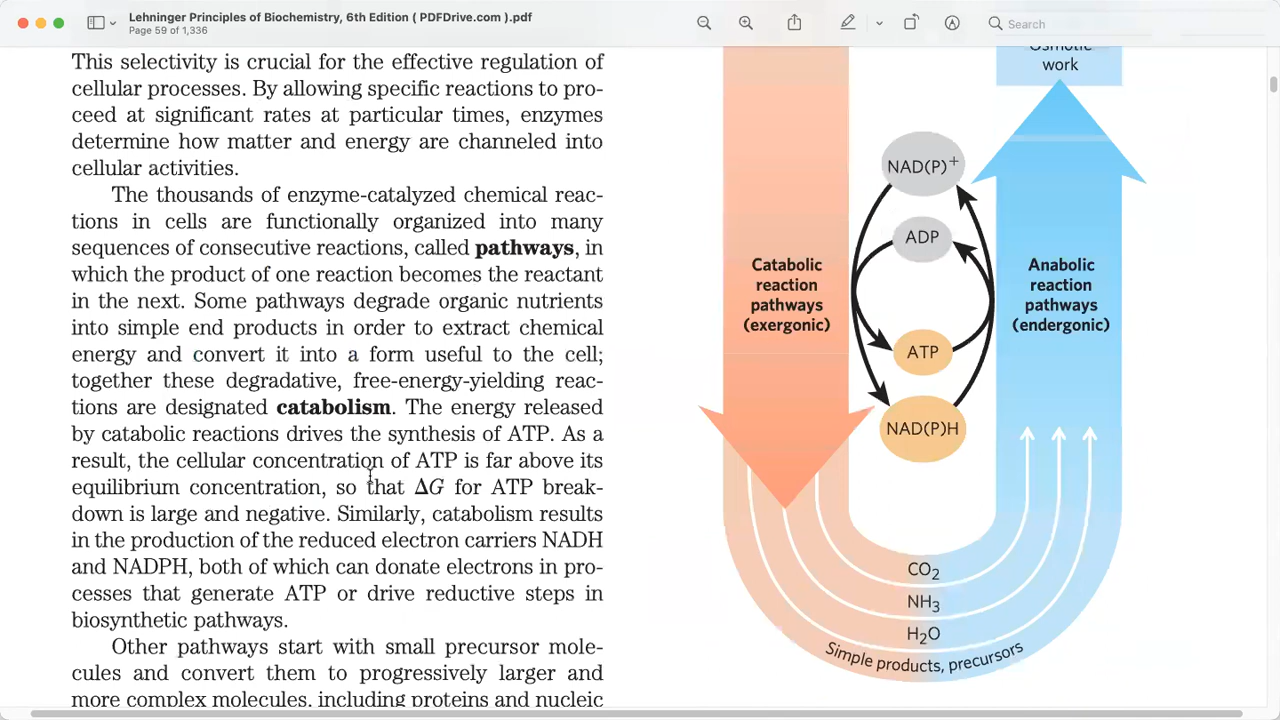 Lehninger Principles of Biochemistry, 6th Edition ( PDFDrive.com ).pdf
Page 59 of 1,336
Search
This selectivity is crucial for the effective regulation of
cellular processes. By allowing specific reactions to pro-
ceed at significant rates at particular times, enzymes
determine how matter and energy are channeled into
cellular activities.
The thousands of enzyme-catalyzed chemical reac-
tions in cells are functionally organized into many
sequences of consecutive reactions, called pathways, in
which the product of one reaction becomes the reactant
in the next. Some pathways degrade organic nutrients
into simple end products in order to extract chemical
energy and convert it into a form useful to the cell;
together these degradative, free-energy-yielding reac-
tions are designated catabolism. The energy released
by catabolic reactions drives the synthesis of ATP. As a
result, the cellular concentration of ATP is far above its
equilibrium concentration, so that ΔG for ATP break-
down is large and negative. Similarly, catabolism results
in the production of the reduced electron carriers NADH
and NADPH, both of which can donate electrons in pro-
cesses that generate ATP or drive reductive steps in
biosynthetic pathways.
Other pathways start with small precursor mole-
cules and convert them to progressively larger and
more complex molecules, including proteins and nucleic
Osmotic
work
NAD(P)⁺
ADP
Catabolic
reaction
pathways
(exergonic)
Anabolic
reaction
pathways
(endergonic)
ATP
NAD(P)H
CO₂
NH₃
H₂O
Simple products, precursors